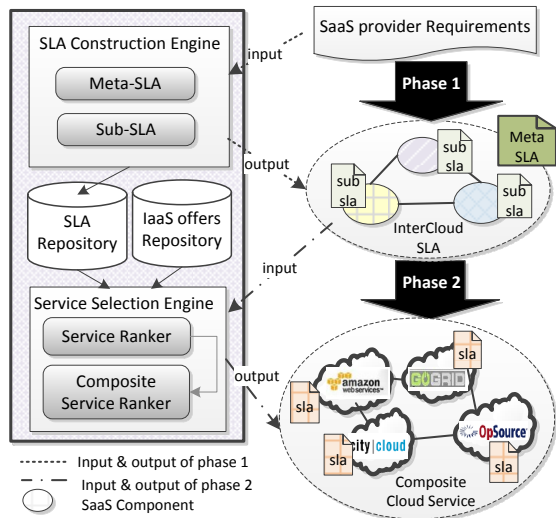 SLA Construction Engine
Meta-SLA
Sub-SLA
SLA
Repository
IaaS offers
Repository
Service Selection Engine
Service Ranker
Composite
Service Ranker
Input & output of phase 1
Input & output of phase 2
SaaS Component
input
output
input
output
SaaS provider Requirements
Phase 1
Meta
SLA
sub
sla
sub
sla
sub
sla
InterCloud
SLA
Phase 2
sla
amazon
webservices™
GOGRID
sla
city|cloud
sla
OpSource
sla
Composite
Cloud Service